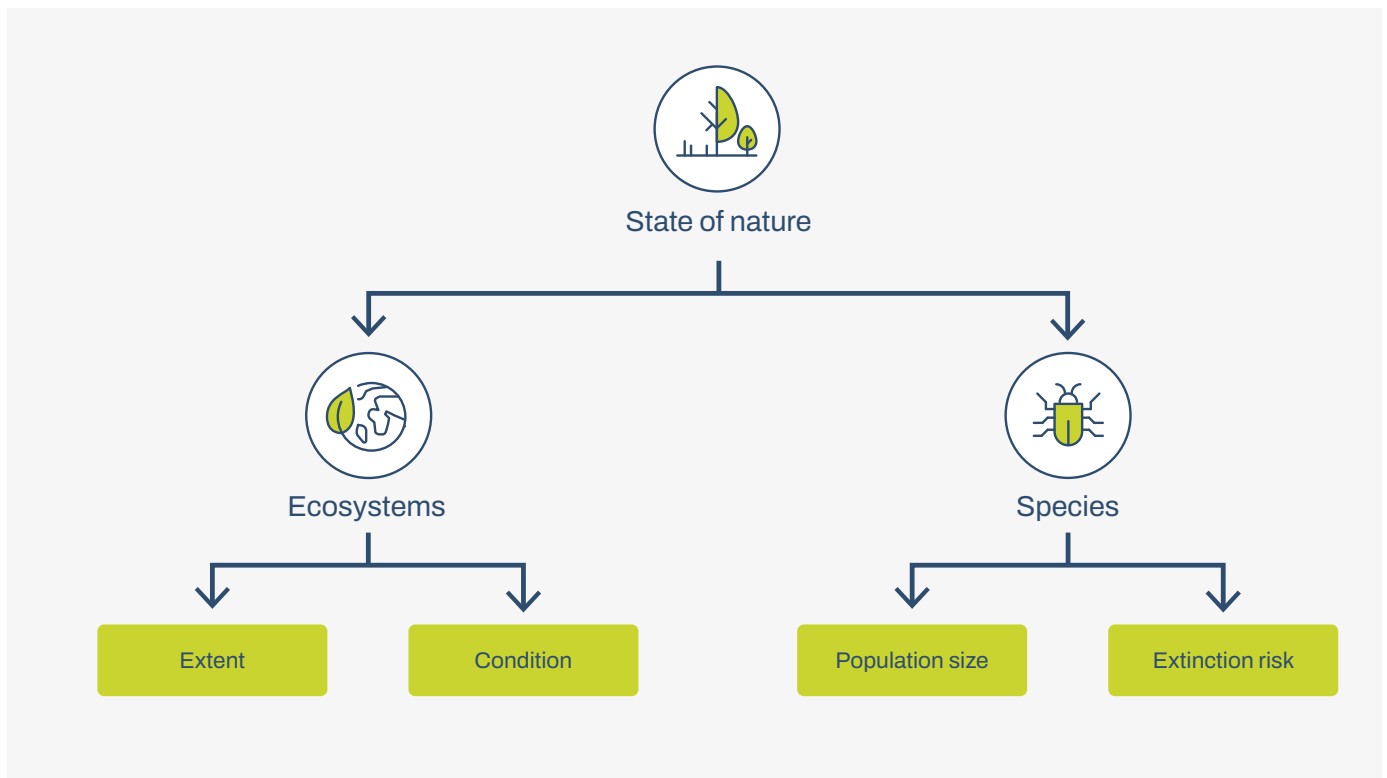 State of nature
Ecosystems
Species
Extent
Condition
Population size
Extinction risk